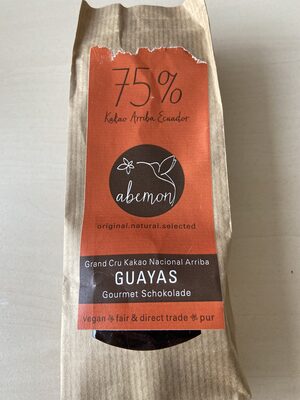 75%
Kakao Arriba Ecuador
abemon
original.natural.selected
Grand Cru Kakao Nacional Arriba
GUAYAS
Gourmet Schokolade
Vegan fair & direct trade pur